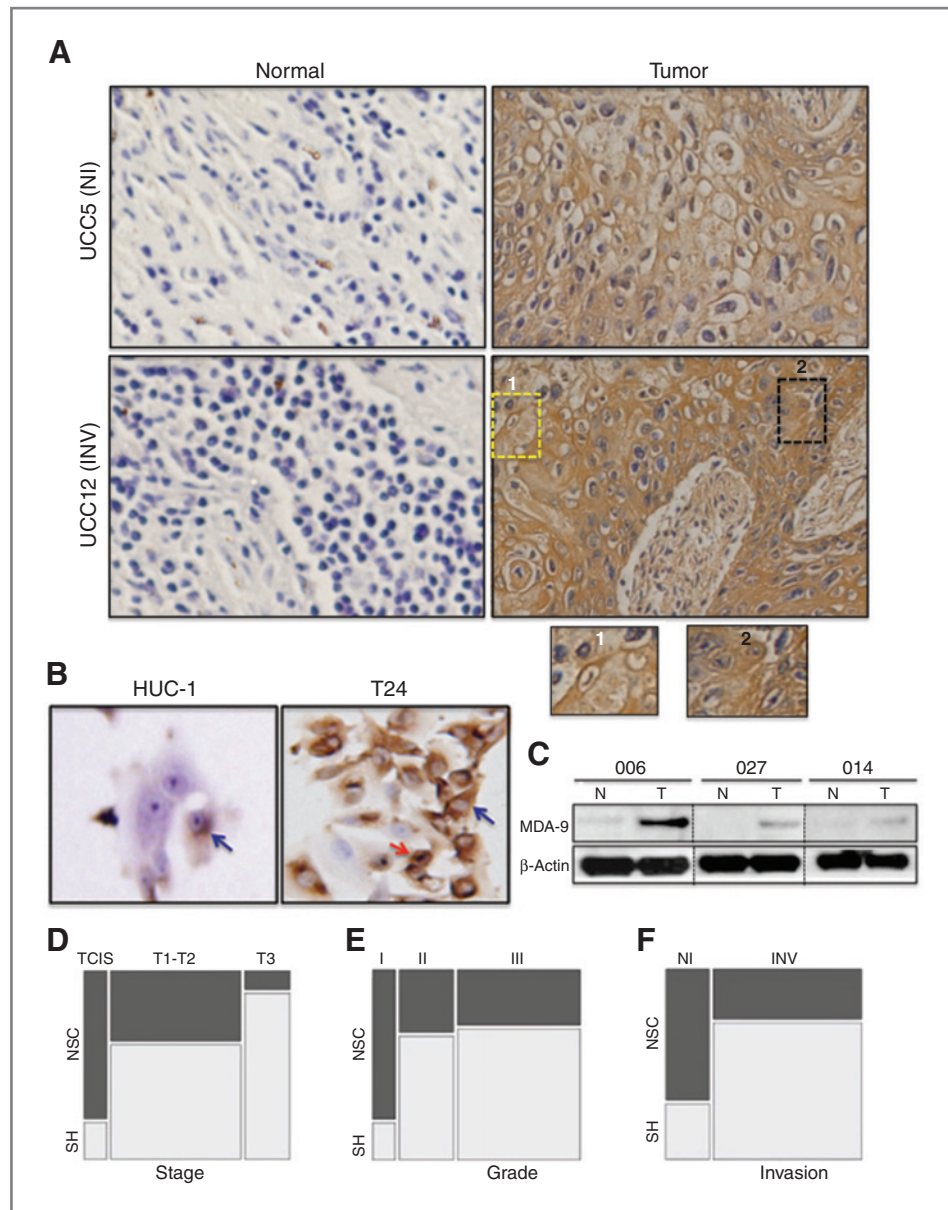 A
Normal
Tumor
UCC5 (NI)
UCC12 (INV)
1
2
1
2
B
HUC-1
T24
C
006
027
014
N
T
N
T
N
T
MDA-9
β-Actin
D
TCIS
T1-T2
T3
NSC
SH
Stage
E
I
II
III
NSC
SH
Grade
F
NI
INV
NSC
SH
Invasion